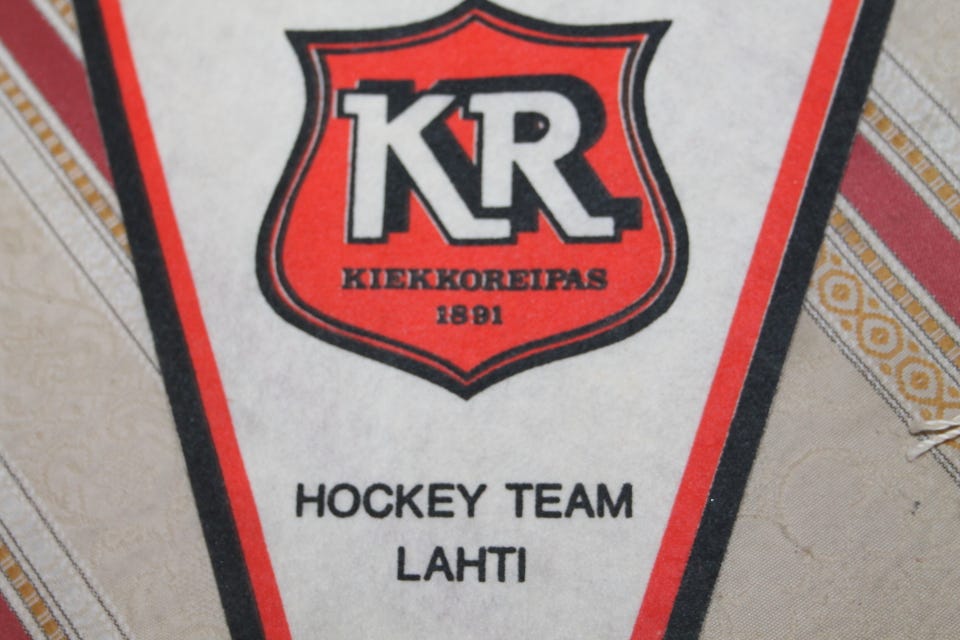 KR
KIEKKOREIPAS
1891
HOCKEY TEAM
LAHTI